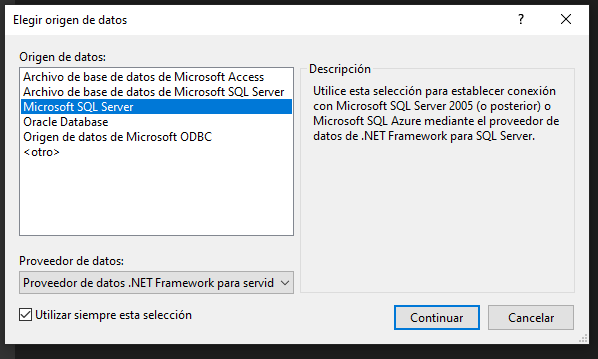 Elegir origen de datos
?
Origen de datos:
Archivo de base de datos de Microsoft Access
Archivo de base de datos de Microsoft SQL Server
Microsoft SQL Server
Oracle Database
Origen de datos de Microsoft ODBC
<otro>
Descripción
Utilice esta selección para establecer conexión
con Microsoft SQL Server 2005 (o posterior) o
Microsoft SQL Azure mediante el proveedor de
datos de .NET Framework para SQL Server.
Proveedor de datos:
Proveedor de datos .NET Framework para servid
Utilizar siempre esta selección
Continuar
Cancelar